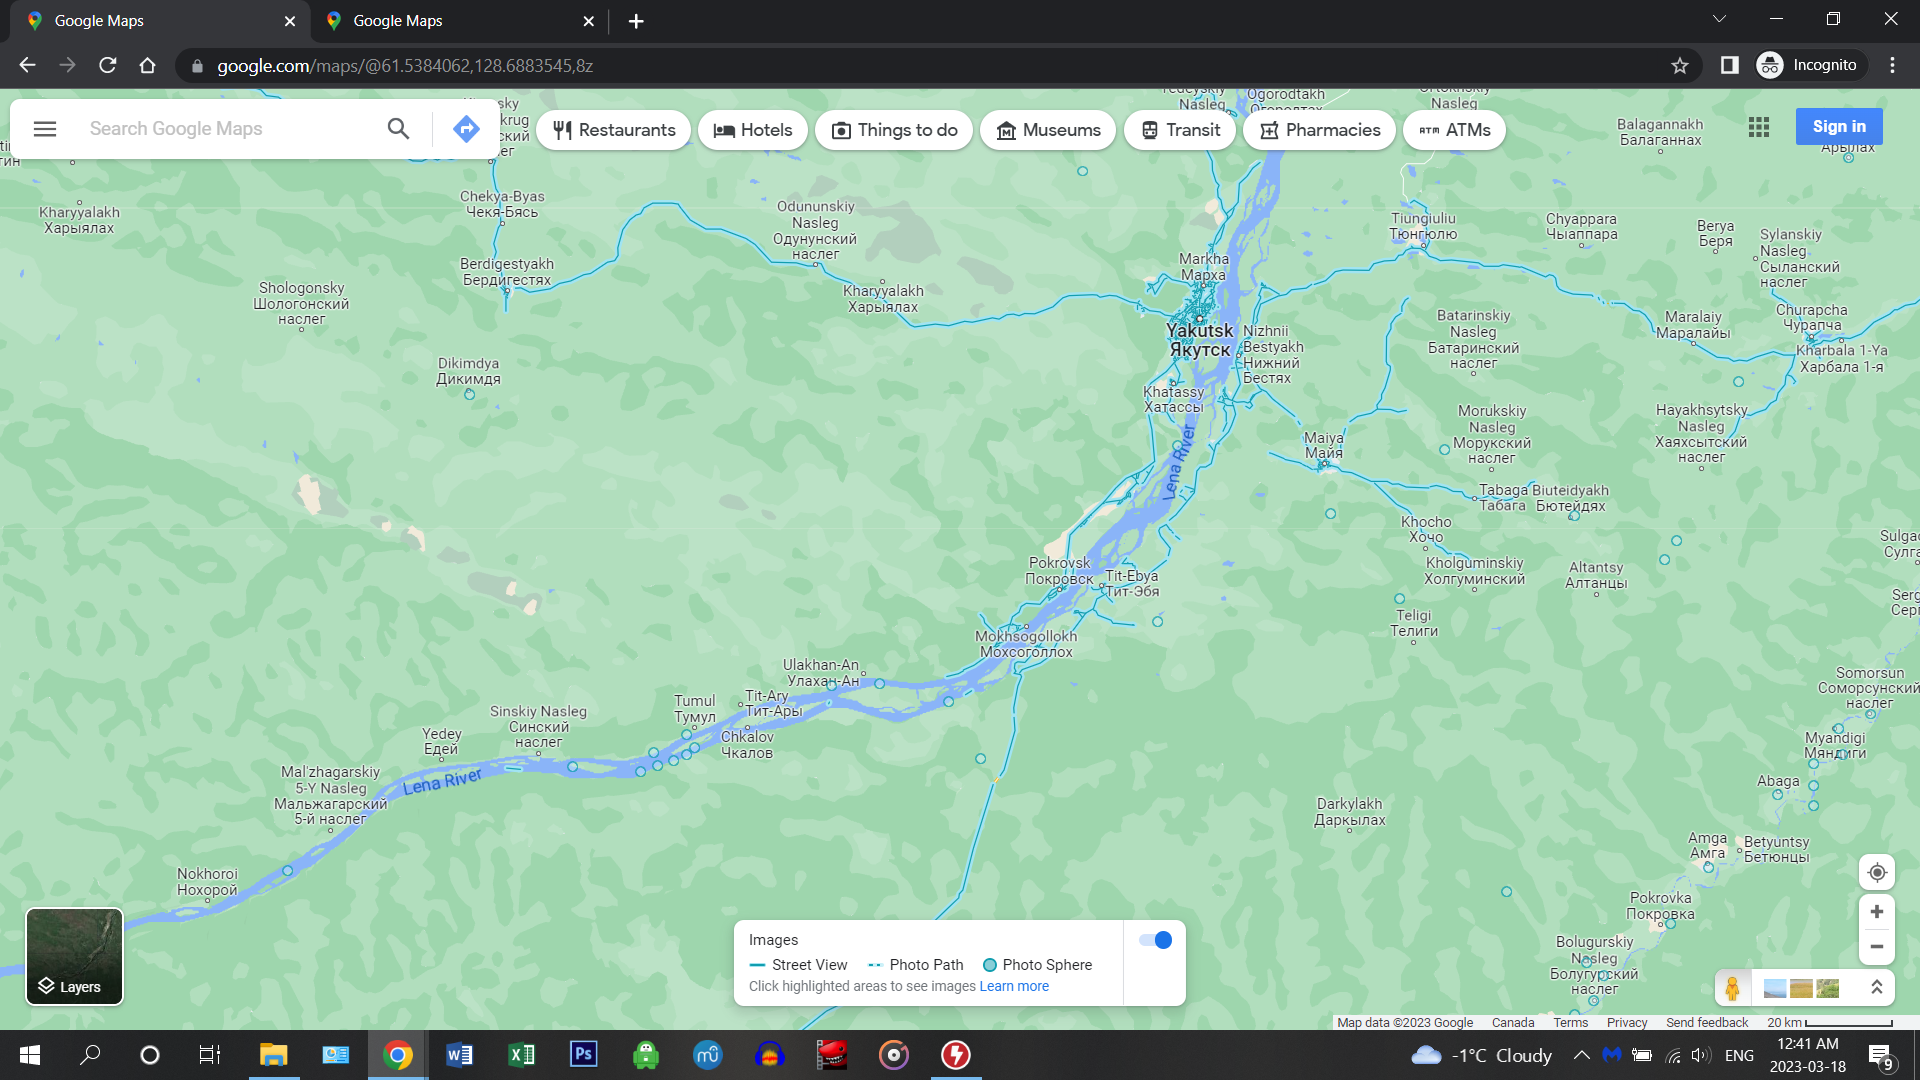 Google Maps
Google Maps
google.com/maps/@61.5384062,128.6883545,8z
Incognito
Search Google Maps
Restaurants
Hotels
Things to do
Museums
Transit
Pharmacies
ATMs
Sign in
Nasleg
Ogorodtakh
Nasleg
Balagannakh
Балаганнах
Kharyyalakh
Харыялах
Chekya-Byas
Чекя-Бясь
Odununskiy
Nasleg
Одунунский
наслег
Tiungiuliu
Тюнгюлю
Chyappara
Чыаппара
Berya
Беря
Sylanskiy
Nasleg
Сыланский
наслег
Berdigestyakh
Бердигестях
Markha
Марха
Kharyyalakh
Харыялах
Shologonsky
Шологонский
наслег
Yakutsk
Якутск
Nizhnii
Bestyakh
Нижний
Бестях
Batarinskiy
Nasleg
Батаринский
наслег
Maralaiy
Маралайы
Churapcha
Чурапча
Kharbala 1-Ya
Харбала 1-я
Dikimdya
Дикимдя
Khatassy
Хатассы
Morukskiy
Nasleg
Морукский
наслег
Hayakhsytsky
Nasleg
Хаяхсытский
наслег
Maiya
Майя
Lena River
Tabaga
Табага
Biuteidyakh
Бютейдях
Khocho
Хочо
Kholguminskiy
Холгуминский
Altantsy
Алтанцы
Pokrovsk
Покровск
Tit-Ebya
Тит-Эбя
Teligi
Телиги
Mokhsogollokh
Мохсоголлох
Ulakhan-An
Улахан-Ан
Tit-Ary
Тит-Ары
Tumul
Тумул
Chkalov
Чкалов
Sinskiy Nasleg
Синский
наслег
Yedey
Едей
Lena River
Mal'zhagarskiy
5-Y Nasleg
Мальжагарский
5-й наслег
Somorsun
Соморсунский
наслег
Myandigi
Мяндиги
Abaga
Darkylakh
Даркылах
Amga
Амга
Betyuntsy
Бетюнцы
Nokhoroi
Нохорой
Pokrovka
Покровка
Bolugurskiy
Nasleg
Болугурский
наслег
Layers
Images
Street View
Photo Path
Photo Sphere
Click highlighted areas to see images Learn more
Map data ©2023 Google
Canada
Terms
Privacy
Send feedback
20 km
-1°C Cloudy
ENG
12:41 AM
2023-03-18
9